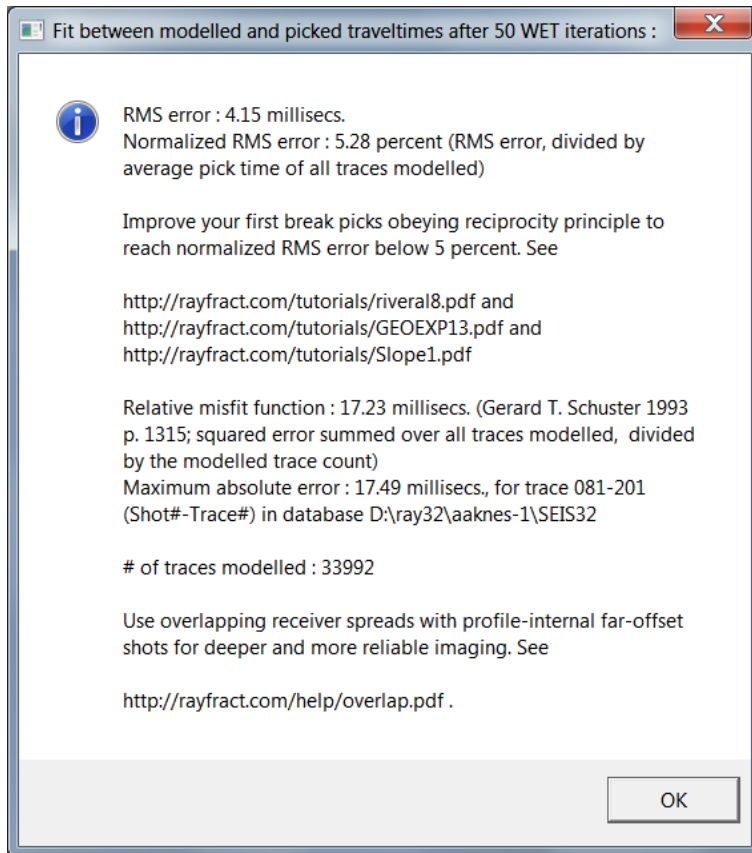 Fit between modelled and picked traveltimes after 50 WET iterations :
RMS error : 4.15 millisecs.
Normalized RMS error : 5.28 percent (RMS error, divided by
average pick time of all traces modelled)
Improve your first break picks obeying reciprocity principle to
reach normalized RMS error below 5 percent. See
http://rayfract.com/tutorials/riveral8.pdf and
http://rayfract.com/tutorials/GEOEXP13.pdf and
http://rayfract.com/tutorials/Slope1.pdf
Relative misfit function : 17.23 millisecs. (Gerard T. Schuster 1993
p. 1315; squared error summed over all traces modelled,  divided
by the modelled trace count)
Maximum absolute error : 17.49 millisecs., for trace 081-201
(Shot#-Trace#) in database D:\ray32\aaknes-1\SEIS32
# of traces modelled : 33992
Use overlapping receiver spreads with profile-internal far-offset
shots for deeper and more reliable imaging. See
http://rayfract.com/help/overlap.pdf .
OK